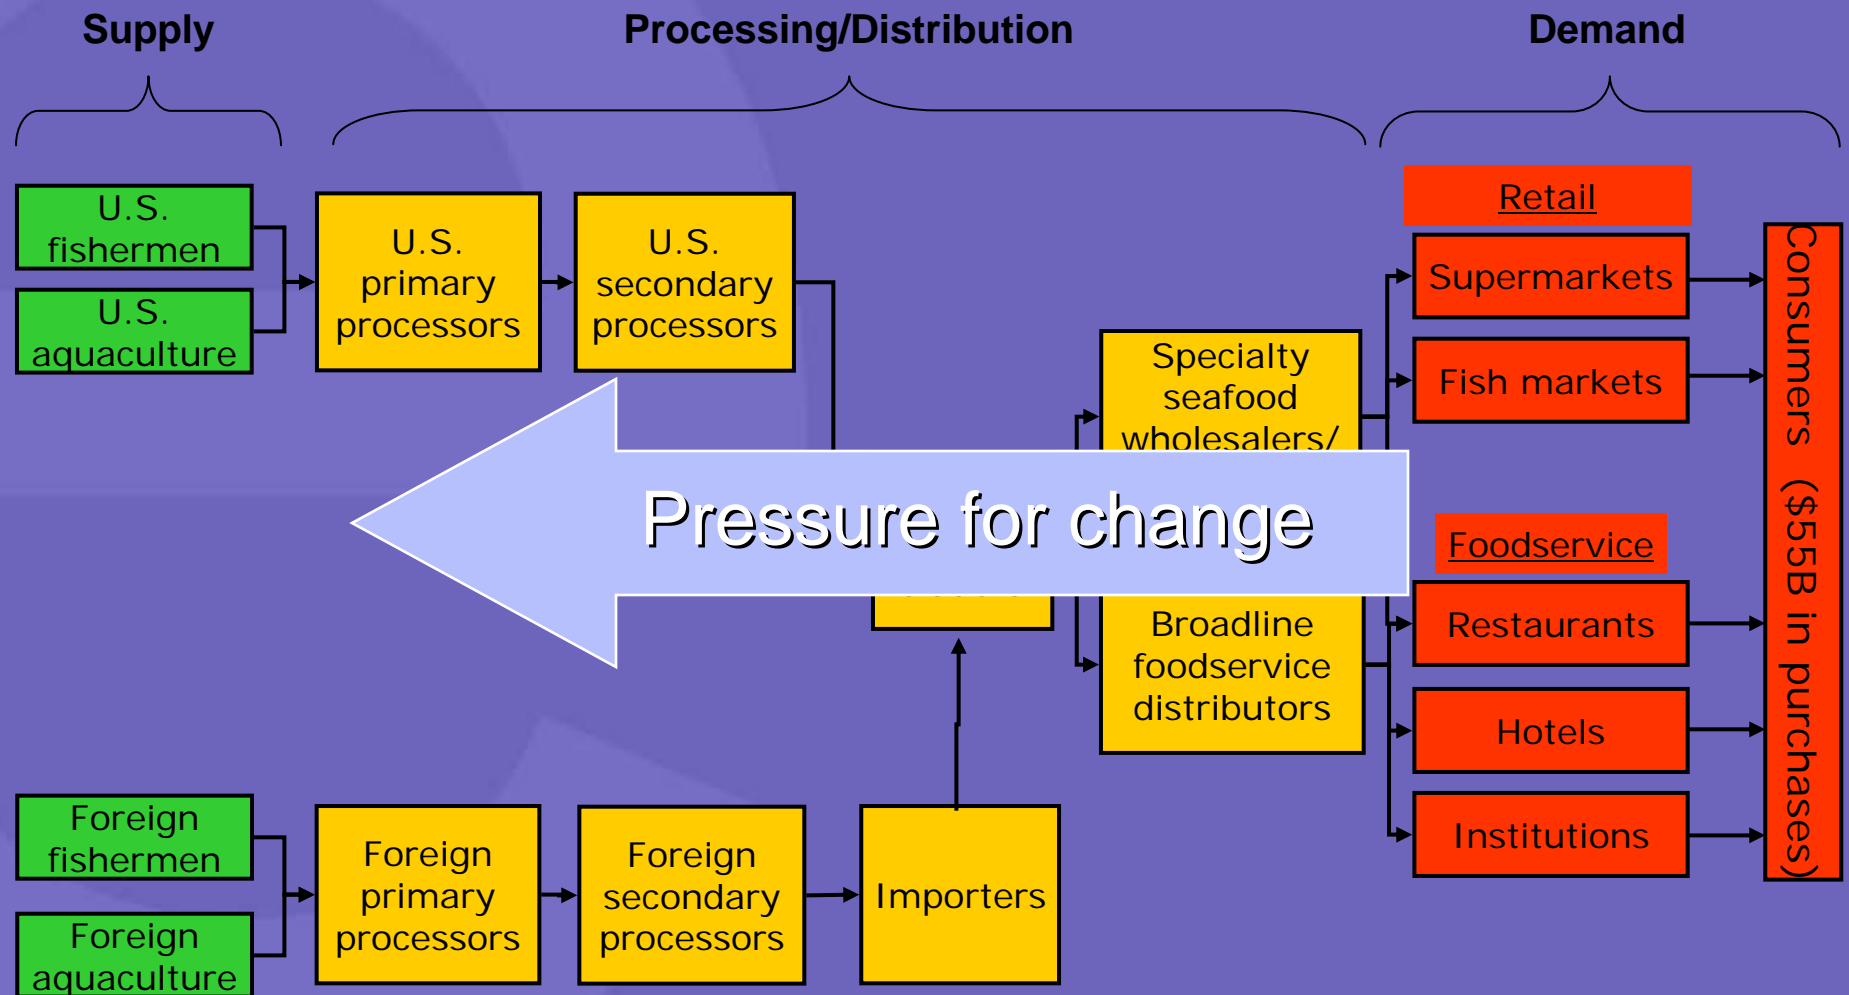 Supply
Processing/Distribution
Demand
U.S.
fishermen
U.S.
aquaculture
U.S.
primary
processors
U.S.
secondary
processors
Specialty
seafood
wholesalers/
Pressure for change
Broadline
foodservice
distributors
Retail
Supermarkets
Fish markets
Foodservice
Restaurants
Hotels
Institutions
Consumers ($55B in purchases)
Foreign
fishermen
Foreign
aquaculture
Foreign
primary
processors
Foreign
secondary
processors
Importers